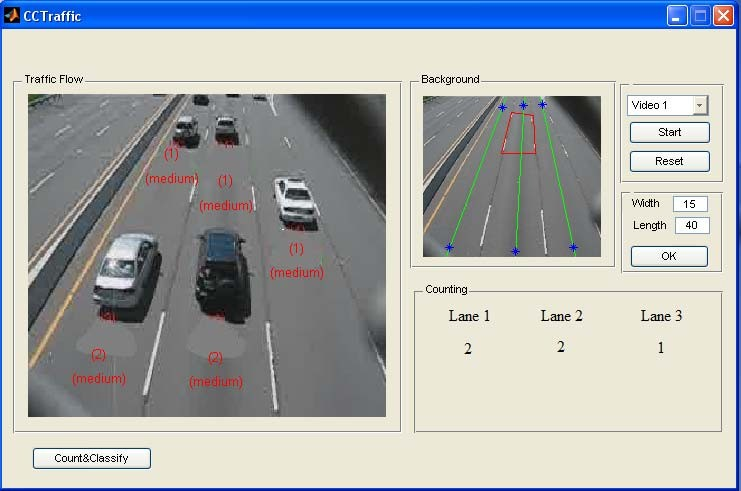 CCTraffic
Traffic Flow
(1)
(medium)
(1)
(medium)
(1)
(medium)
(2)
(medium)
(2)
(medium)
Background
Video 1
Start
Reset
Width 15
Length 40
OK
Counting
Lane 1 Lane 2 Lane 3
2 2 1
Count&Classify